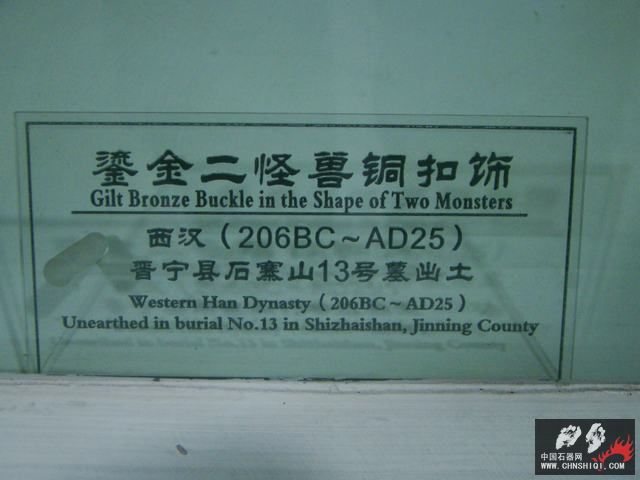 鎏金二怪兽铜扣饰
Gilt Bronze Buckle in the Shape of Two Monsters
西汉（206BC～AD25）
晋宁县石寨山13号墓出土
Western Han Dynasty（206BC～AD25）
Unearthed in burial No.13 in Shizhaishan, Jinning County
中国石器网
WWW.CHNSHIQI.COM